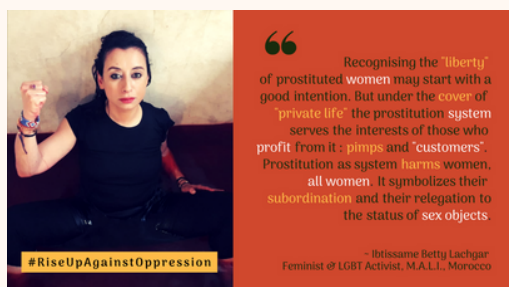 Recognising the "liberty"
of prostituted women may start with a
good intention. But under the cover of
"private life" the prostitution system
serves the interests of those who
profit from it : pimps and "customers".
Prostitution as system harms women,
all women. It symbolizes their
subordination and their relegation to
the status of sex objects.
~ Ibtissame Betty Lachgar
Feminist & LGBT Activist, M.A.L.I., Morocco
#RiseUpAgainstOppression